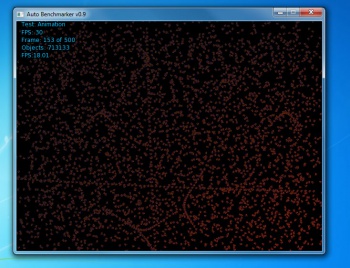 Auto Benchmarker v0.9
Test: Animation
FPS: 30
Frame: 153 of 500
Objects: 713133
FPS:18.01